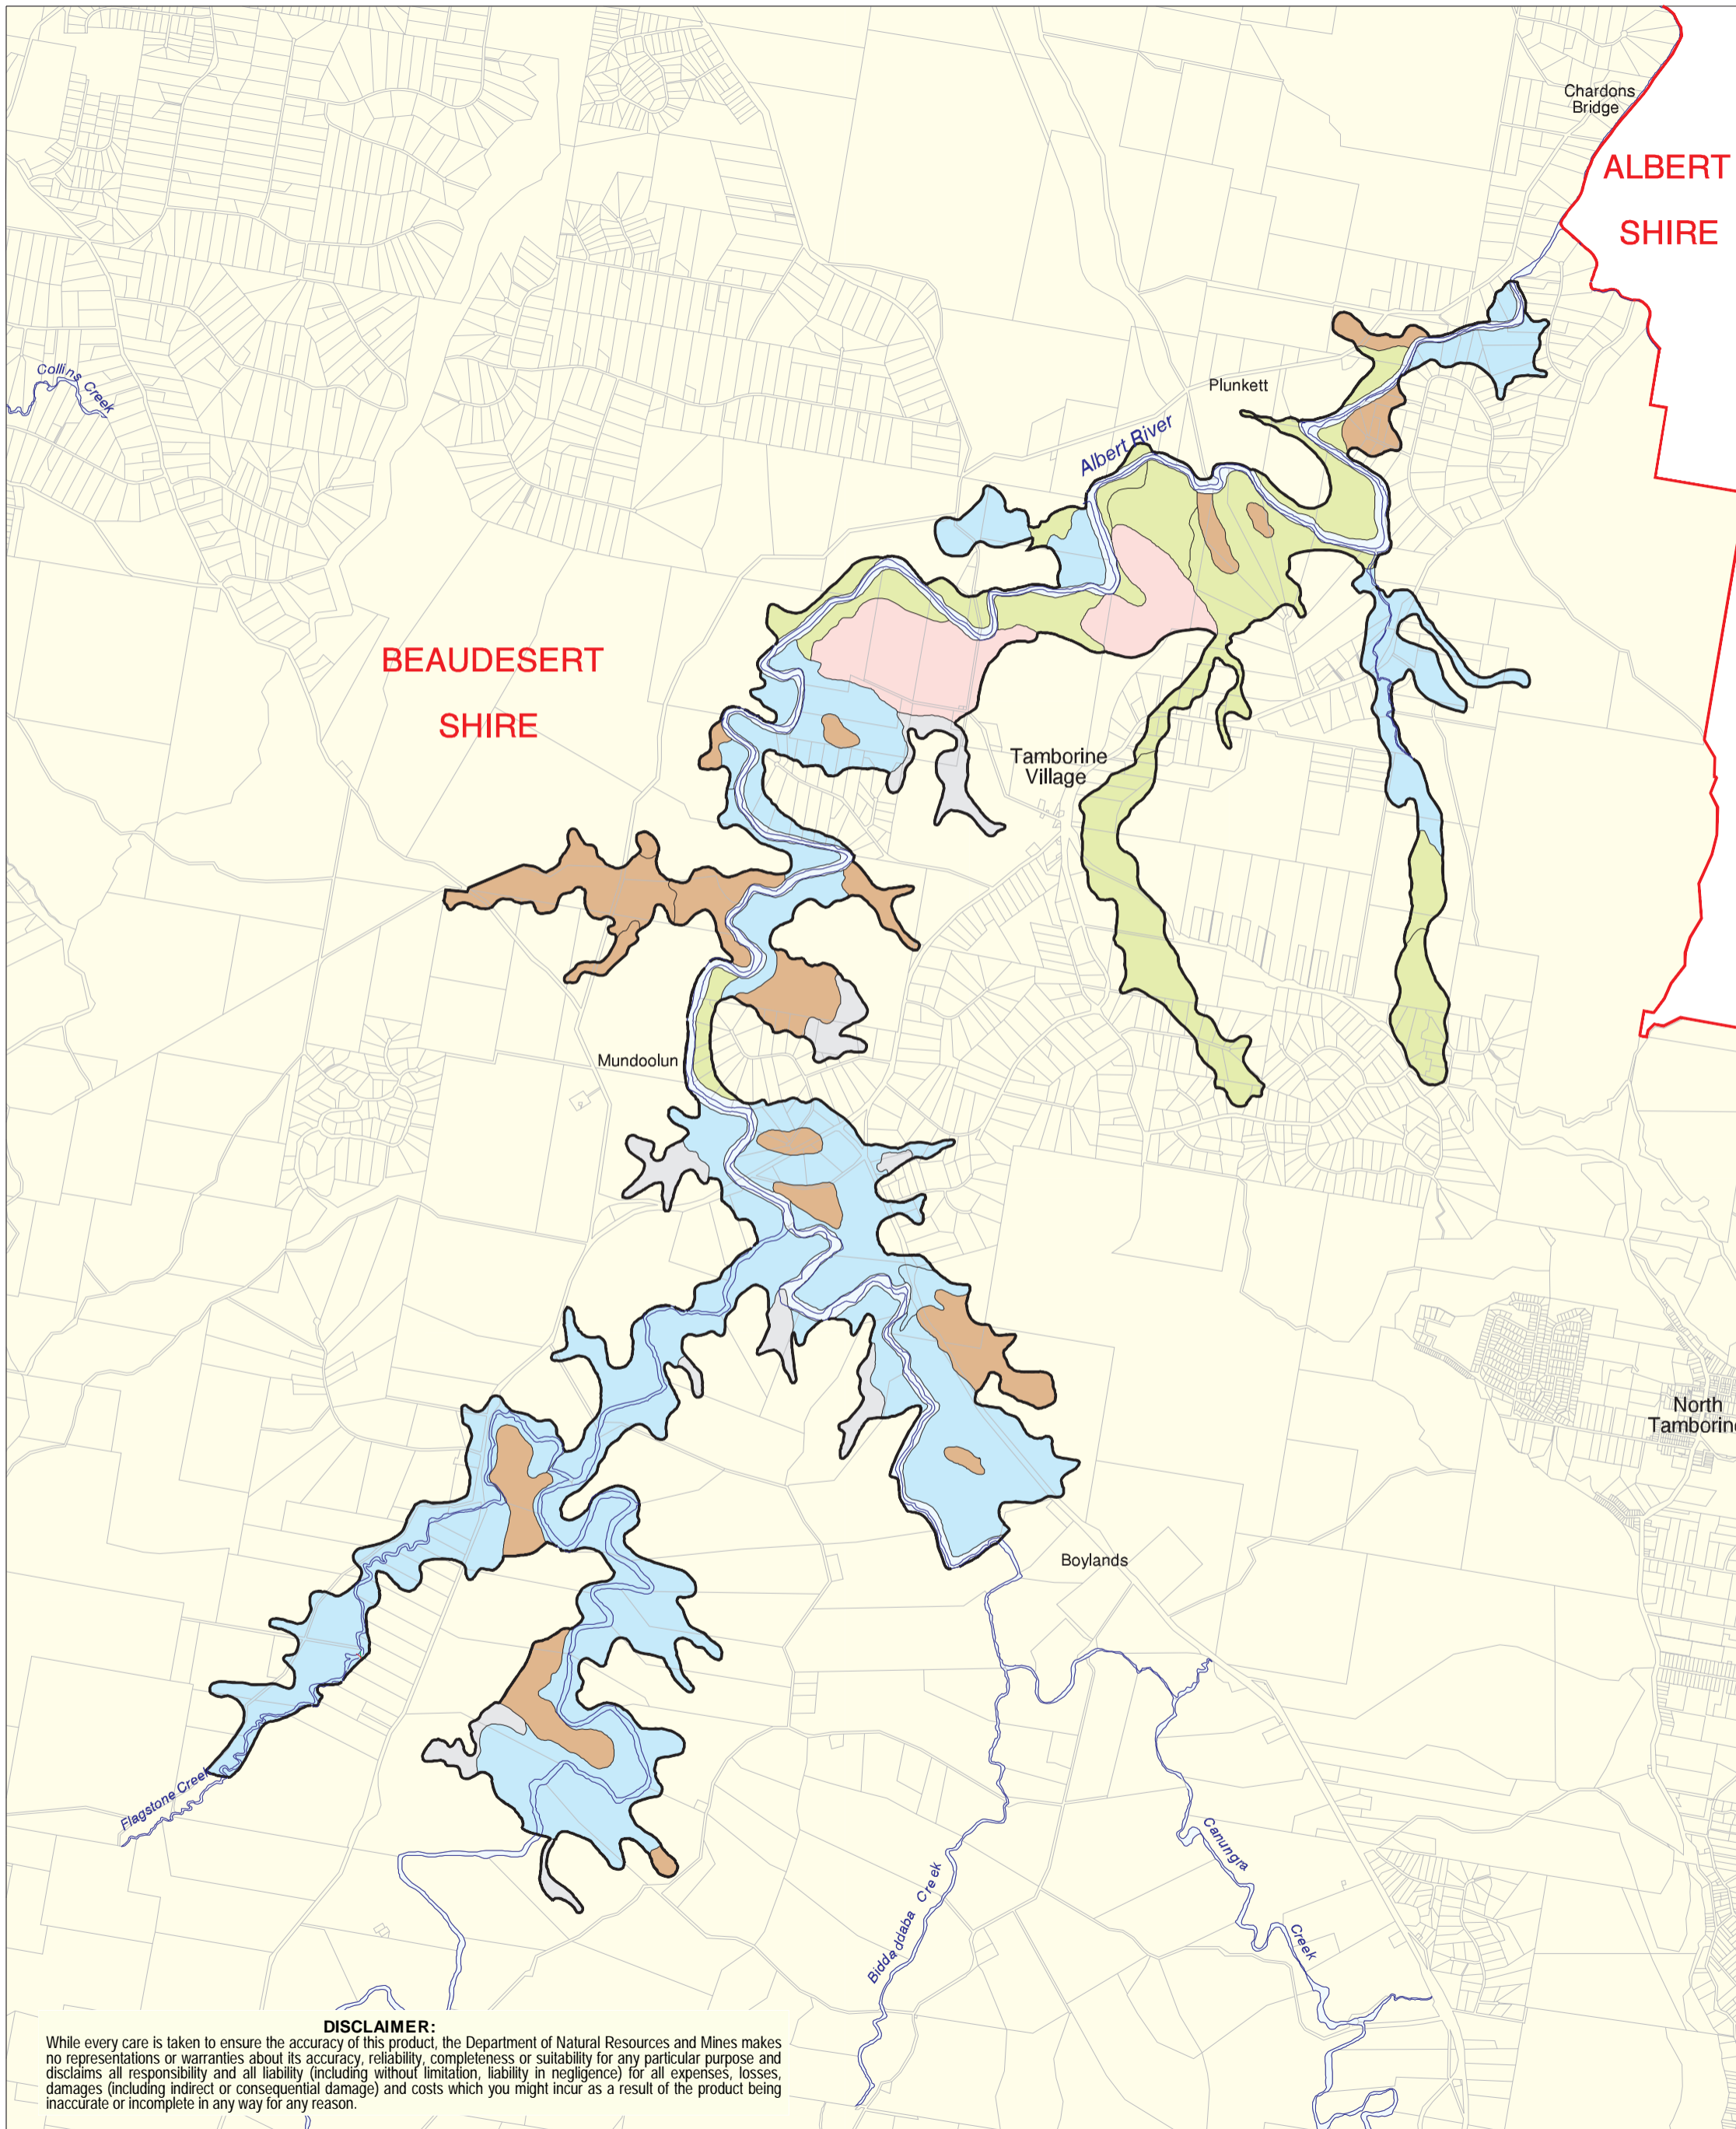 Chardons
Bridge
ALBERT
SHIRE
Collins Creek
Plunkett
Albert River
BEAUDESERT
SHIRE
Tamborine
Village
Mundoolun
North
Tamborine
Boylands
Flagstone Creek
Canungra
Biddaddaba Creek
Creek
DISCLAIMER:
While every care is taken to ensure the accuracy of this product, the Department of Natural Resources and Mines makes
no representations or warranties about its accuracy, reliability, completeness or suitability for any particular purpose and
disclaims all responsibility and all liability (including without limitation, liability in negligence) for all expenses, losses,
damages (including indirect or consequential damage) and costs which you might incur as a result of the product being
inaccurate or incomplete in any way for any reason.